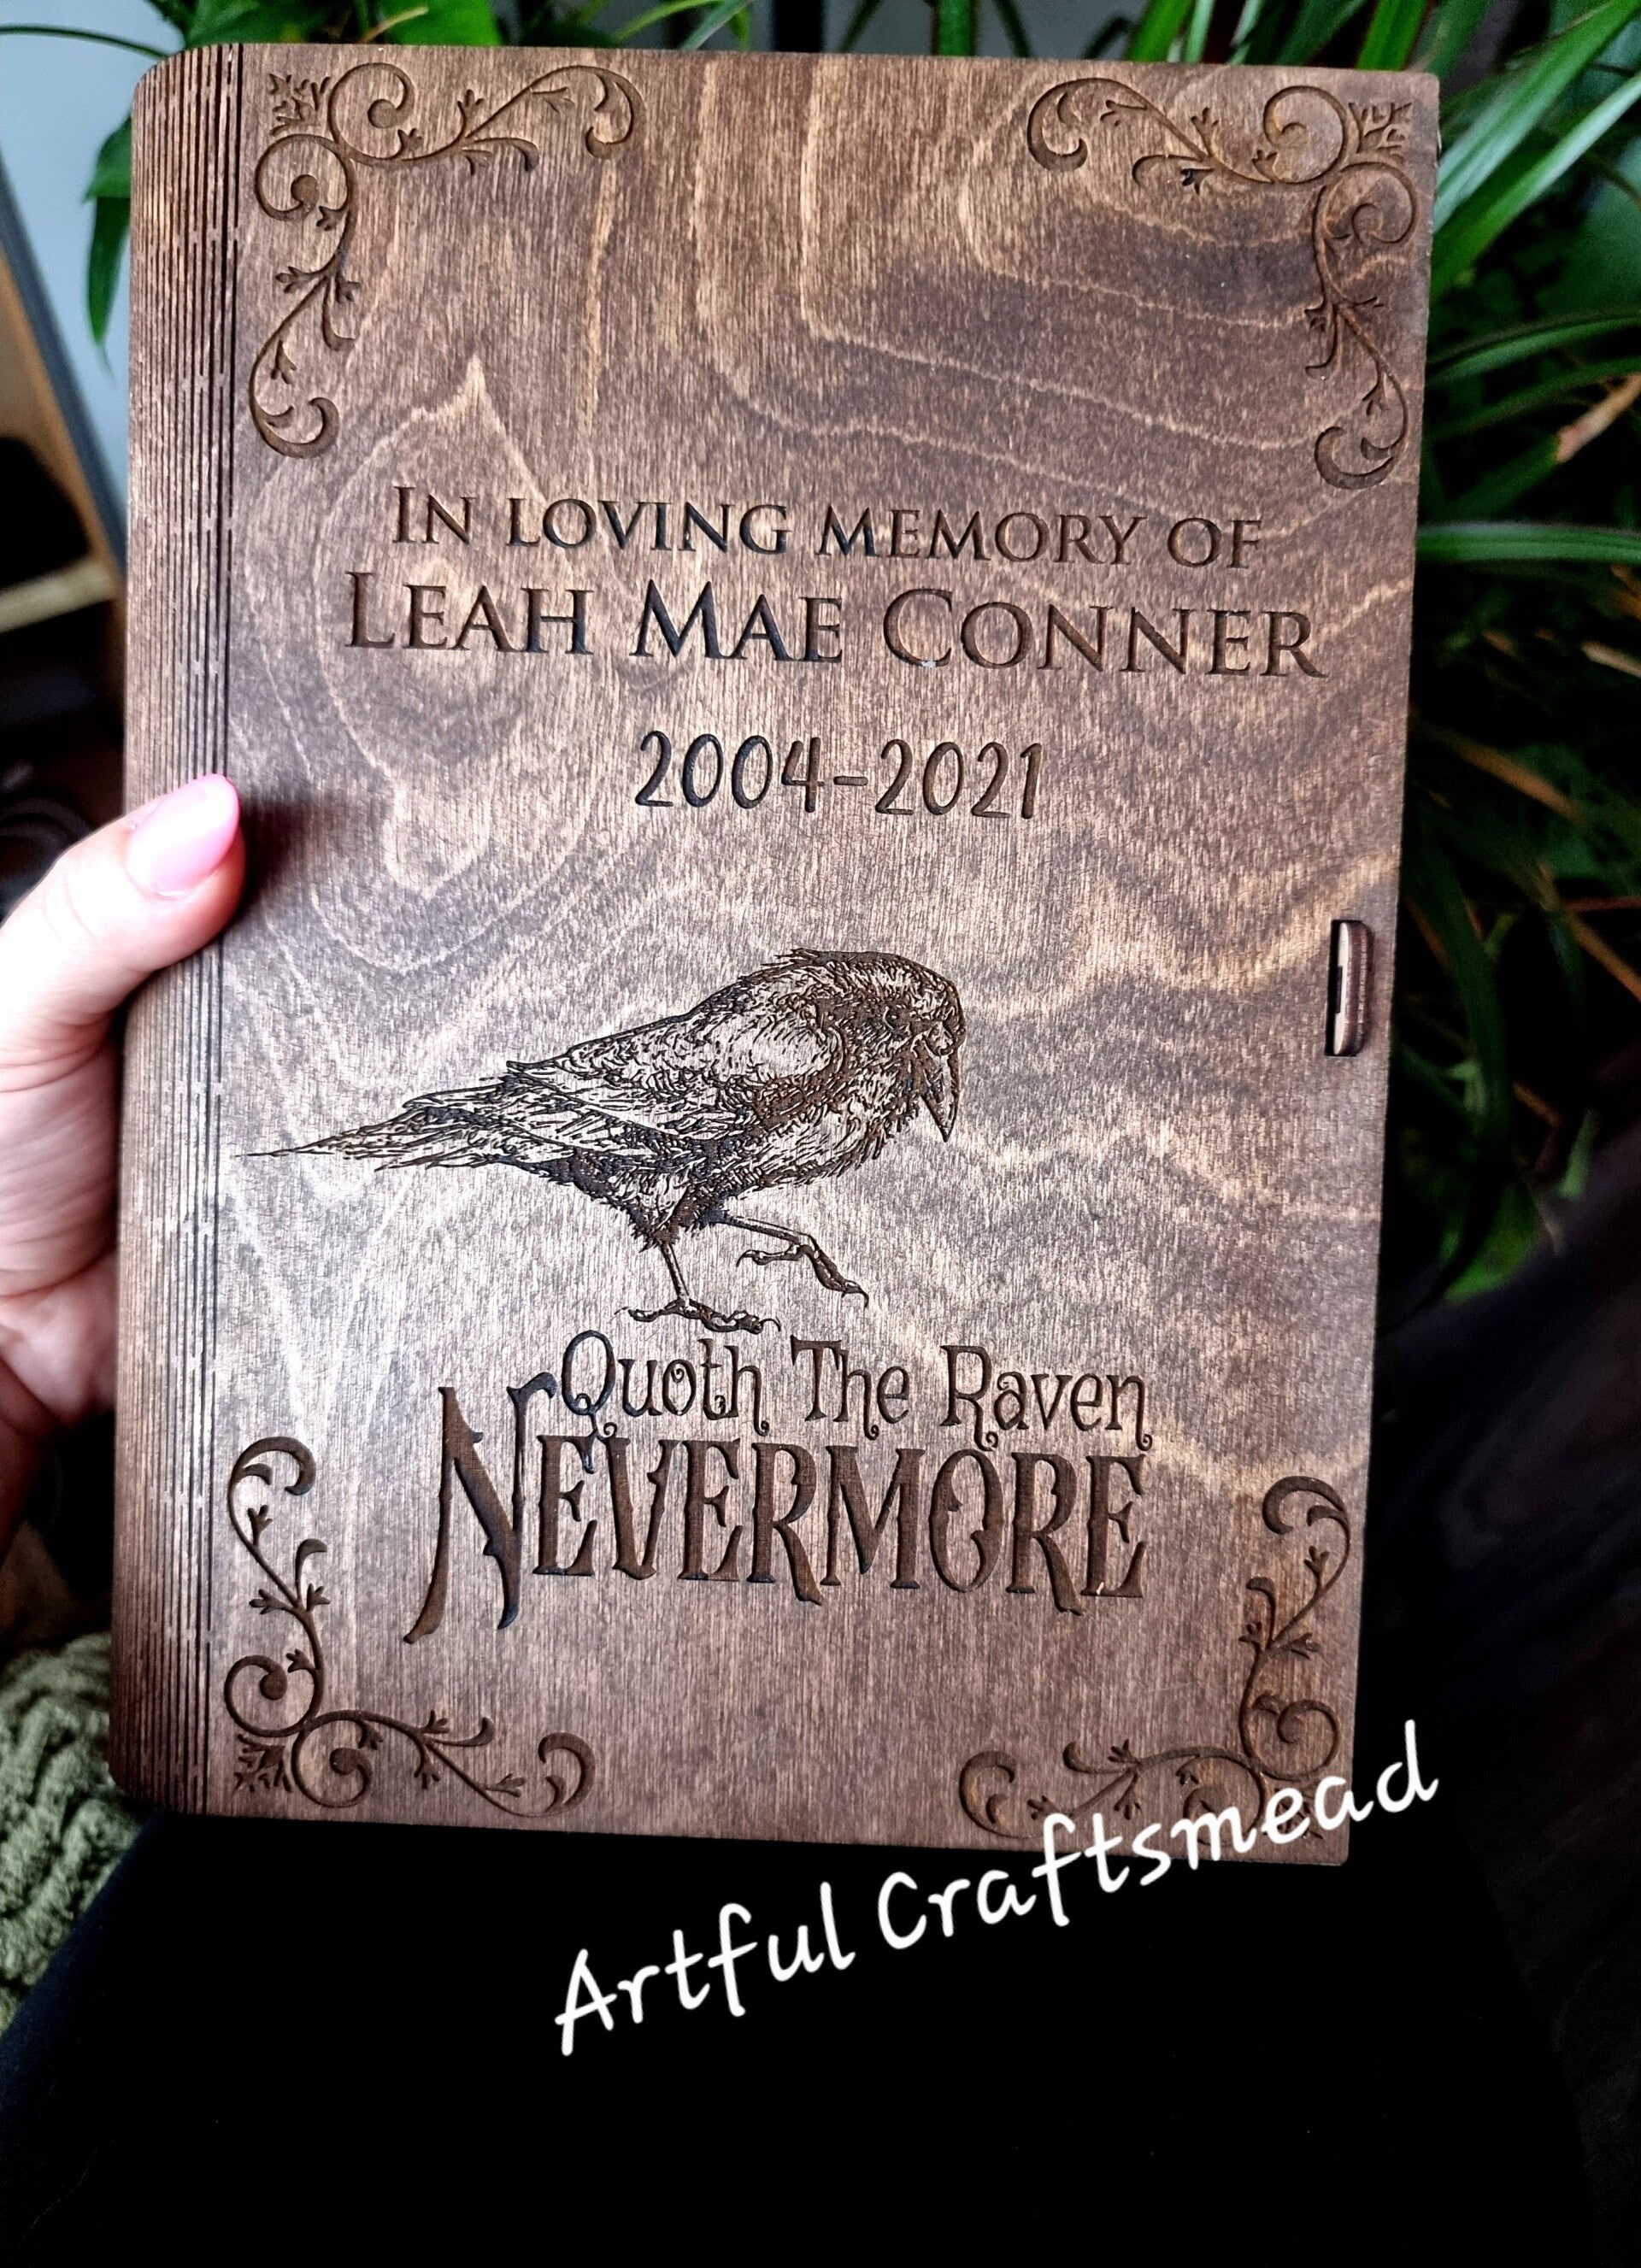 In loving memory of
Leah Mae Conner
2004-2021
Quoth The Raven
Nevermore
Artful Craftsmead